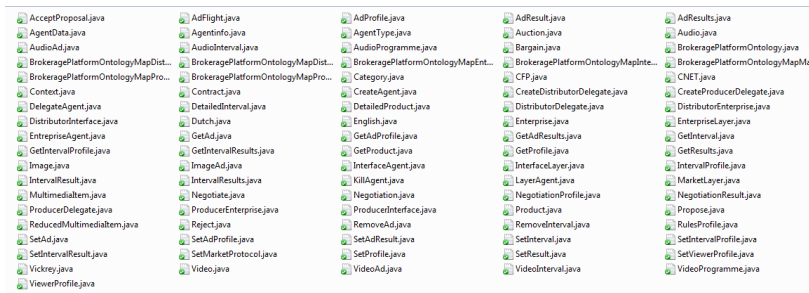 AcceptProposal.java AdFlight.java AdProfile.java AdResult.java AdResults.java
AgentData.java Agentinfo.java AgentType.java Auction.java Audio.java
AudioAd.java AudioInterval.java AudioProgramme.java Bargain.java BrokeragePlatformOntology.java
BrokeragePlatformOntologyMapDist... BrokeragePlatformOntologyMapDist... BrokeragePlatformOntologyMapEnt... BrokeragePlatformOntologyMapInte... BrokeragePlatformOntologyMapMa
BrokeragePlatformOntologyMapPro... BrokeragePlatformOntologyMapPro... Category.java CFP.java CNET.java
Context.java Contract.java CreateAgent.java CreateDistributorDelegate.java CreateProducerDelegate.java
DelegateAgent.java DetailedInterval.java DetailedProduct.java DistributorDelegate.java DistributorEnterprise.java
DistributorInterface.java Dutch.java English.java Enterprise.java EnterpriseLayer.java
EntrepriseAgent.java GetAd.java GetAdProfile.java GetAdResults.java GetInterval.java
GetIntervalProfile.java GetIntervalResults.java GetProduct.java GetProfile.java GetResults.java
Image.java ImageAd.java InterfaceAgent.java InterfaceLayer.java IntervalProfile.java
IntervalResult.java IntervalResults.java KillAgent.java LayerAgent.java MarketLayer.java
MultimediaItem.java Negotiate.java Negotiation.java NegotiationProfile.java NegotiationResult.java
ProducerDelegate.java ProducerEnterprise.java ProducerInterface.java Product.java Propose.java
ReducedMultimediaItem.java Reject.java RemoveAd.java RemoveInterval.java RulesProfile.java
SetAd.java SetAdProfile.java SetAdResult.java SetInterval.java SetIntervalProfile.java
SetIntervalResult.java SetMarketProtocol.java SetProfile.java SetResult.java SetViewerProfile.java
Vickrey.java Video.java VideoAd.java VideoInterval.java VideoProgramme.java
ViewerProfile.java